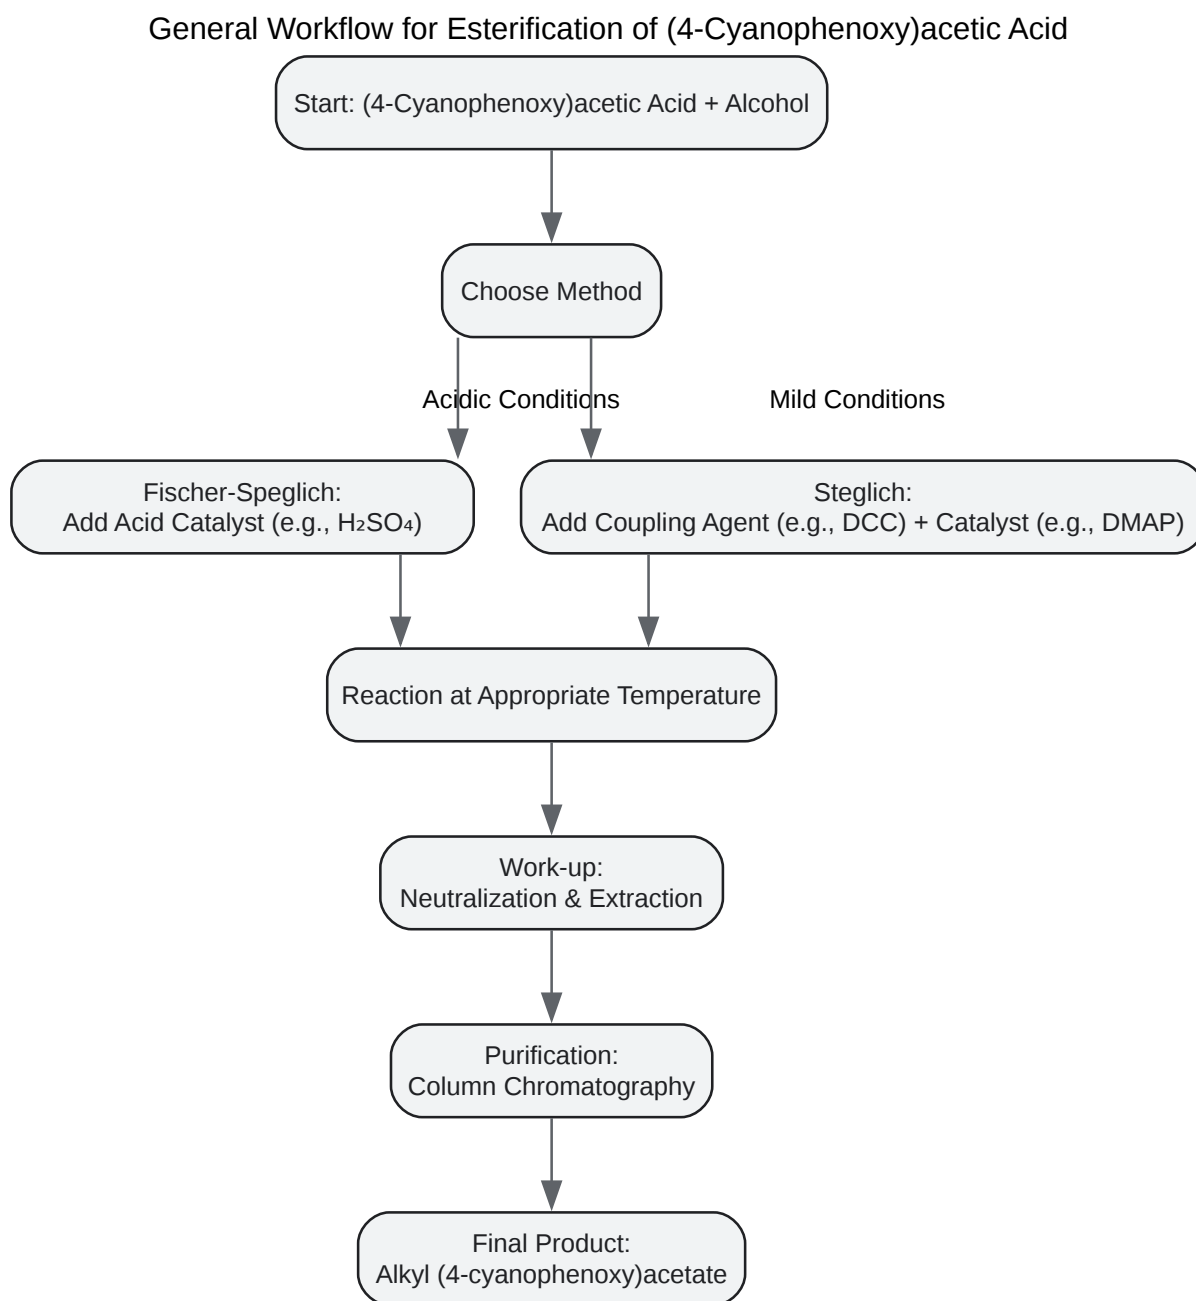 General Workflow for Esterification of (4-Cyanophenoxy)acetic Acid
Start: (4-Cyanophenoxy)acetic Acid + Alcohol
Choose Method
Acidic Conditions
Mild Conditions
Fischer-Speglich:
Add Acid Catalyst (e.g., H₂SO₄)
Steglich:
Add Coupling Agent (e.g., DCC) + Catalyst (e.g., DMAP)
Reaction at Appropriate Temperature
Work-up:
Neutralization & Extraction
Purification:
Column Chromatography
Final Product:
Alkyl (4-cyanophenoxy)acetate